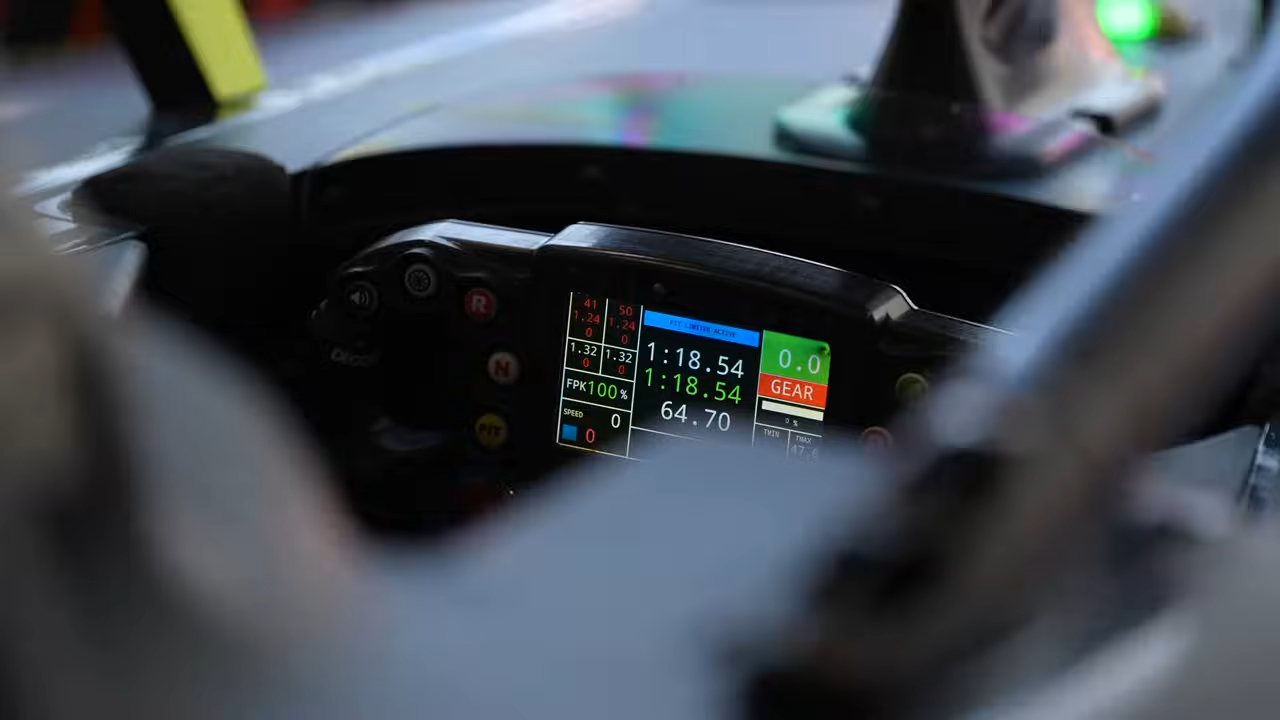 R
N
PIT
41 50
1.24 1.24
0 0
1.32 1.32
0 0
FPK 100 %
SPEED 0
0
PIT LIMITER ACTIVE
1:18.54
1:18.54
64.70
0.0
GEAR
%
TMIN TMAX